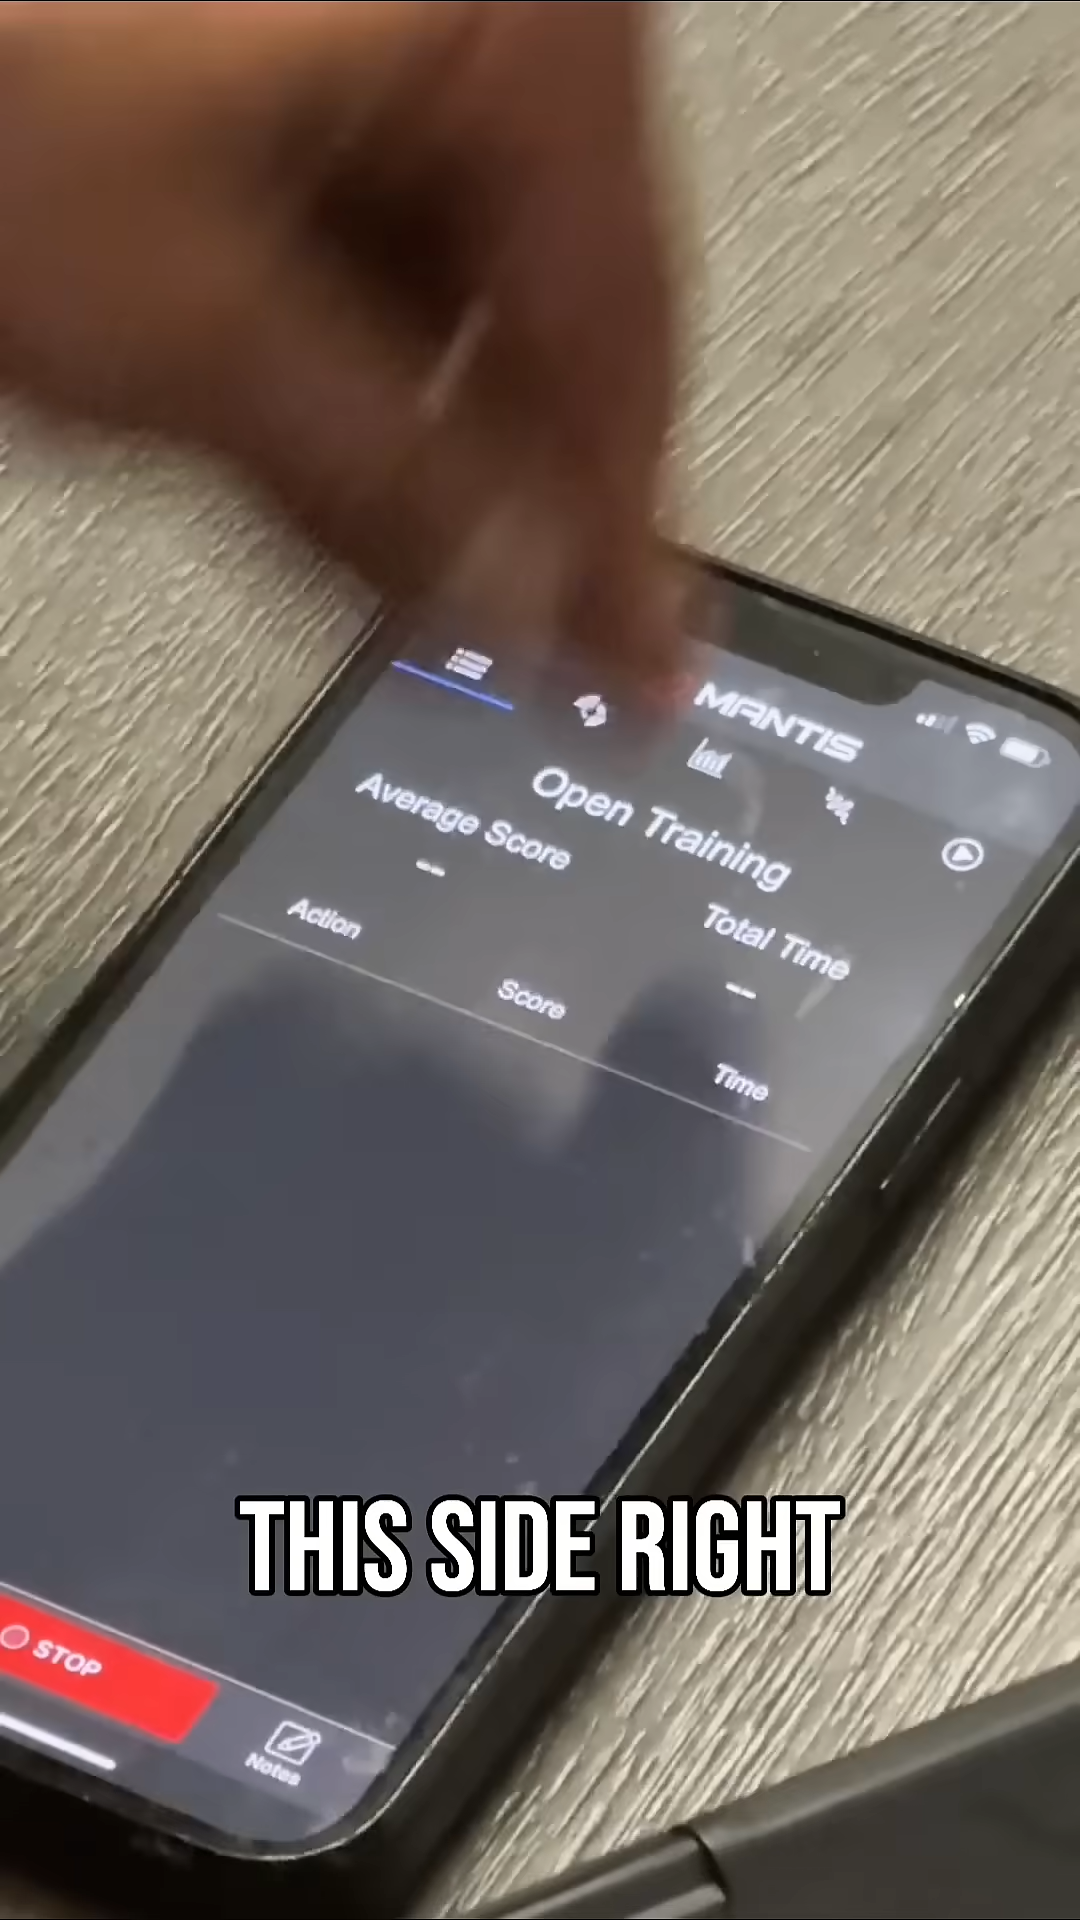 MANTIS
Open Training
Average Score
--
Total Time
--
Action
Score
Time
THIS SIDE RIGHT
STOP
Notes